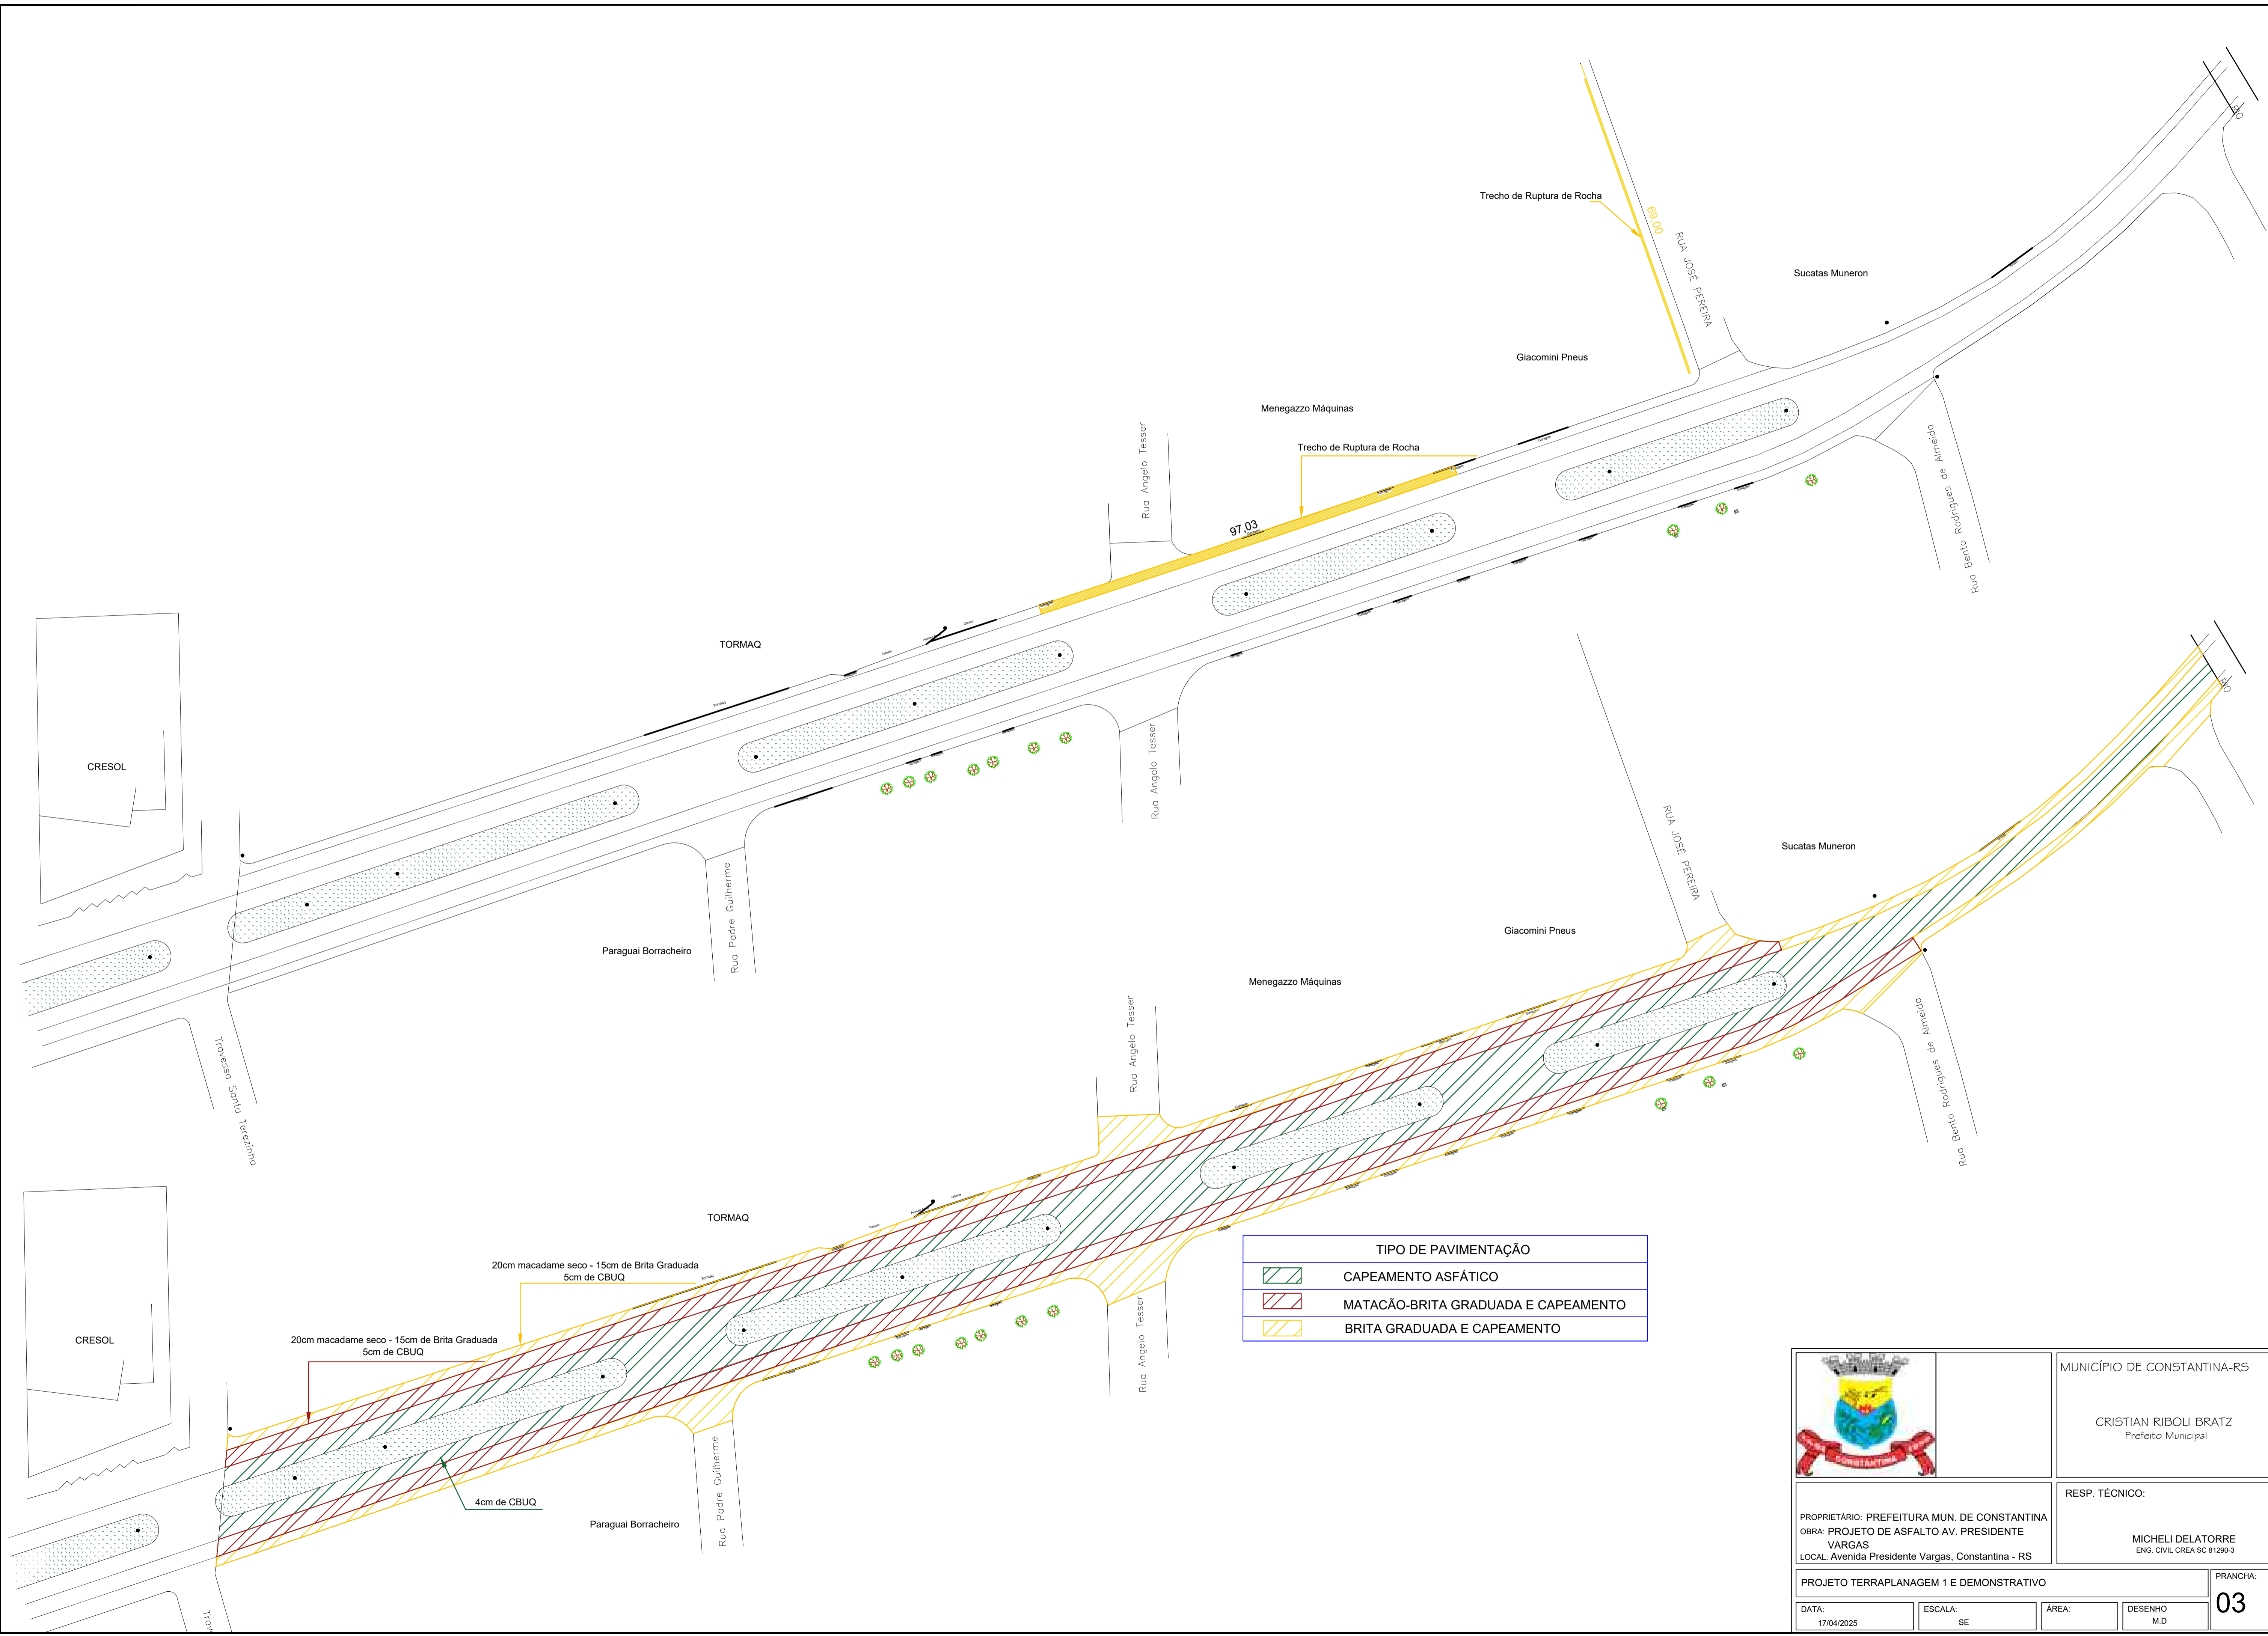 Trecho de Ruptura de Rocha
69,00
RUA JOSÉ PEREIRA
Sucatas Muneron
RIO
Giacomini Pneus
Menegazzo Máquinas
Trecho de Ruptura de Rocha
Rua Angelo Tesser
97,03
Rua Bento Rodrigues de Almeida
TORMAQ
Tormaq
CRESOL
Rua Angelo Tesser
Rua Padre Guilherme
Paraguai Borracheiro
Travessa Santa Terezinha
RIO
RUA JOSÉ PEREIRA
Sucatas Muneron
Giacomini Pneus
Menegazzo Máquinas
Rua Angelo Tesser
Rua Bento Rodrigues de Almeida
TORMAQ
Tormaq
20cm macadame seco - 15cm de Brita Graduada
5cm de CBUQ
20cm macadame seco - 15cm de Brita Graduada
5cm de CBUQ
CRESOL
4cm de CBUQ
Paraguai Borracheiro
Rua Padre Guilherme
Rua Angelo Tesser
Trav
TIPO DE PAVIMENTAÇÃO
CAPEAMENTO ASFÁTICO
MATACÃO-BRITA GRADUADA E CAPEAMENTO
BRITA GRADUADA E CAPEAMENTO
CONSTANTINA
MUNICÍPIO DE CONSTANTINA-RS
CRISTIAN RIBOLI BRATZ
Prefeito Municipal
PROPRIETÁRIO: PREFEITURA MUN. DE CONSTANTINA
OBRA: PROJETO DE ASFALTO AV. PRESIDENTE
VARGAS
LOCAL: Avenida Presidente Vargas, Constantina - RS
RESP. TÉCNICO:
MICHELI DELATORRE
ENG. CIVIL CREA SC 81290-3
PROJETO TERRAPLANAGEM 1 E DEMONSTRATIVO
PRANCHA:
03
DATA:
17/04/2025
ESCALA:
SE
ÁREA:
DESENHO
M.D